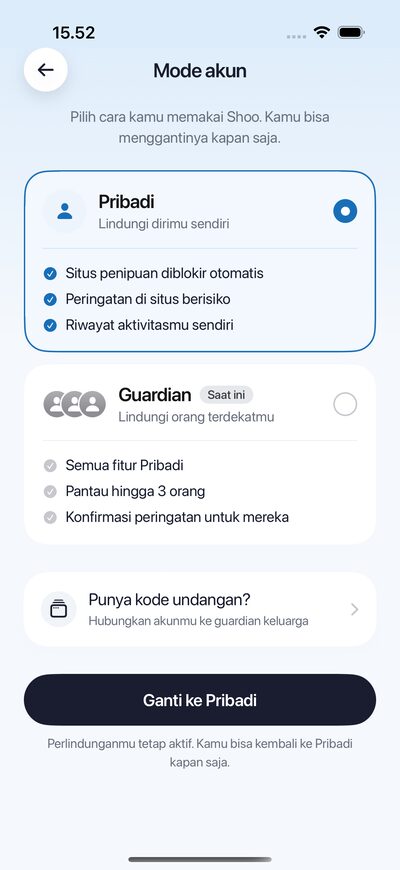 15.52
Mode akun
Pilih cara kamu memakai Shoo. Kamu bisa
menggantinya kapan saja.
Pribadi
Lindungi dirimu sendiri
Situs penipuan diblokir otomatis
Peringatan di situs berisiko
Riwayat aktivitasmu sendiri
Guardian
Saat ini
Lindungi orang terdekatmu
Semua fitur Pribadi
Pantau hingga 3 orang
Konfirmasi peringatan untuk mereka
Punya kode undangan?
Hubungkan akunmu ke guardian keluarga
Ganti ke Pribadi
Perlindunganmu tetap aktif. Kamu bisa kembali ke Pribadi
kapan saja.